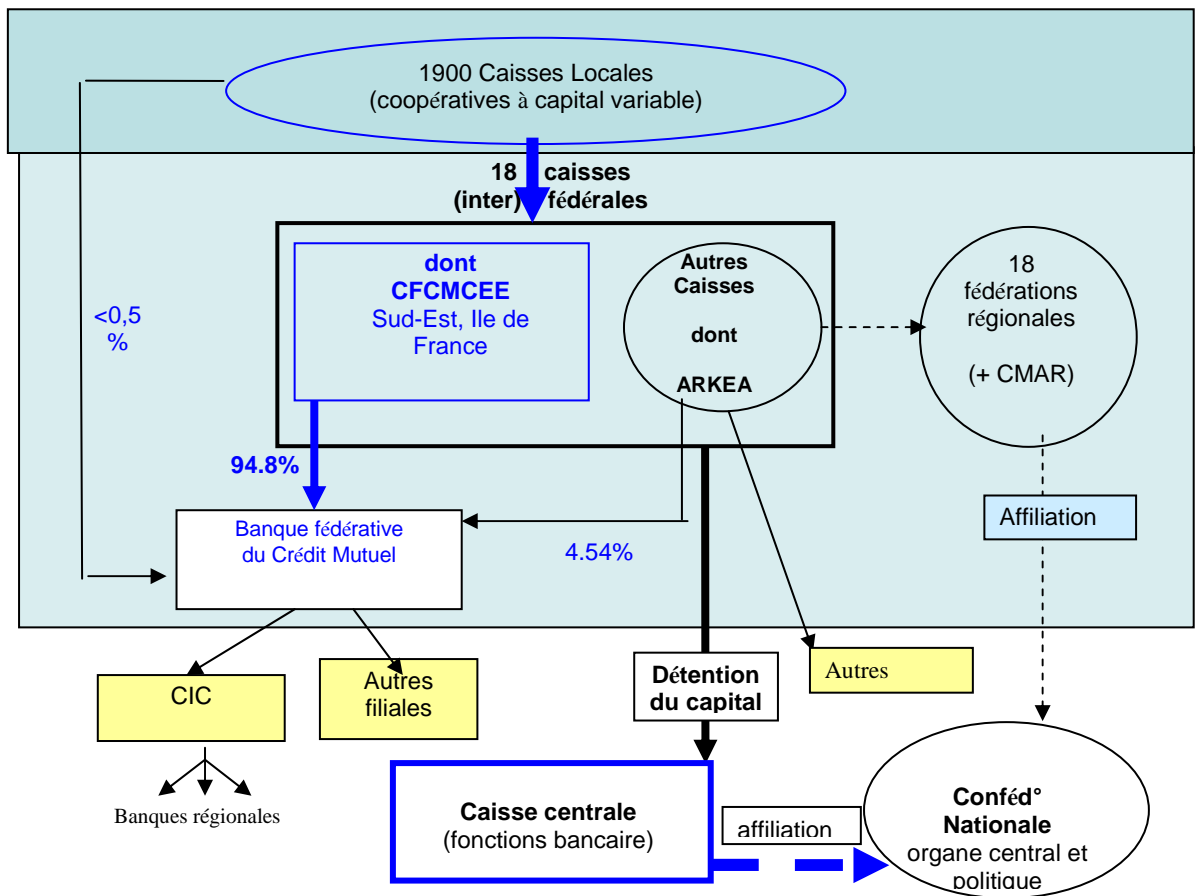 1900 Caisses Locales
(coopératives à capital variable)
18 caisses
(inter) fédérales
dont
CFCMCEE
Sud-Est, Ile de
France
Autres
Caisses
dont
ARKEA
18
fédérations
régionales
(+ CMAR)
<0,5
%
94.8%
Banque fédérative
du Crédit Mutuel
4.54%
Affiliation
CIC
Autres
filiales
Détention
du capital
Autres
Banques régionales
Caisse centrale
(fonctions bancaire)
affiliation
Conféd°
Nationale
organe central et
politique